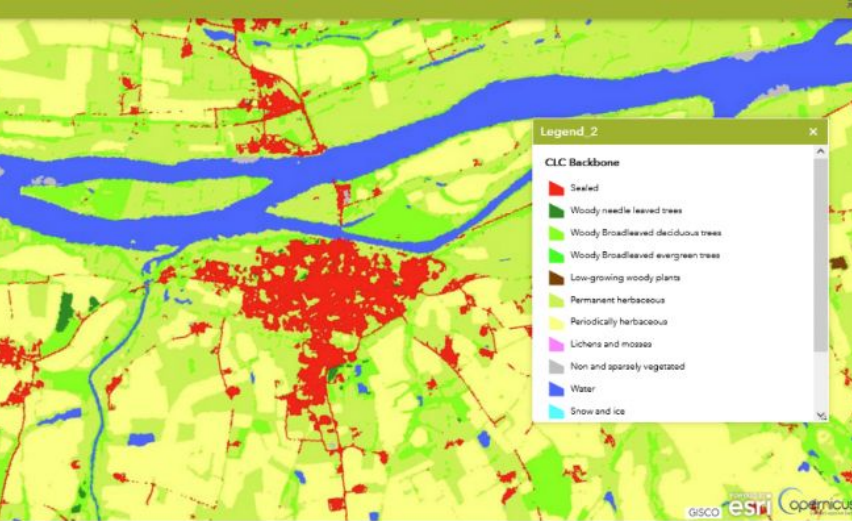 Legend_2
CLC Backbone
Sealed
Woody needle leaved trees
Woody Broadleaved deciduous trees
Woody Broadleaved evergreen trees
Low-growing woody plants
Permanent herbaceous
Periodically herbaceous
Lichens and mosses
Non and sparsely vegetated
Water
Snow and ice
GISCO
esri
opernicus